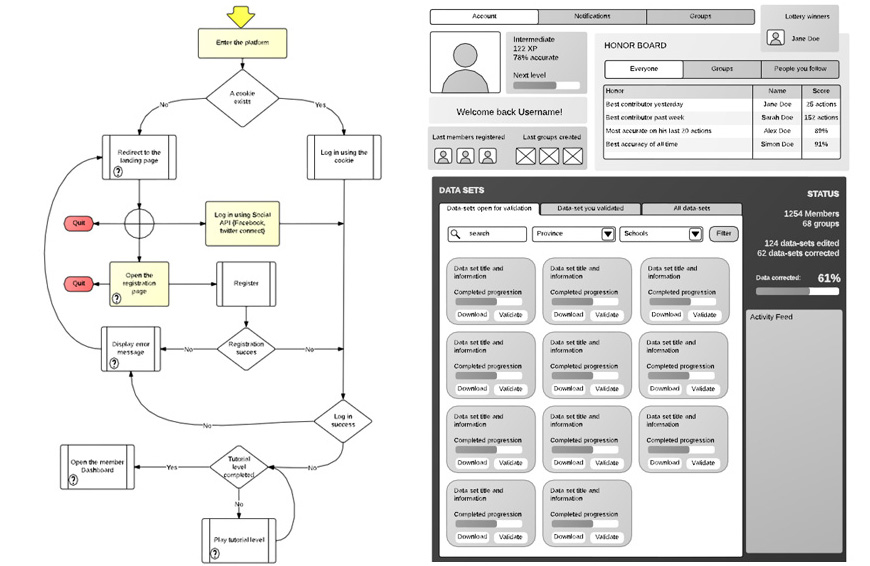 Enter the platform
A cookie
exists
No
Yes
Redirect to the
landing page
?
Log in using the
cookie
Quit
Log in using Social
API (Facebook,
twitter connect)
Quit
Open the
registration
page
?
Register
Display error
message
?
No
Registration
succes
No
Log in
success
No
Open the member
Dashboard
?
Yes
Tutorial
level
completed
No
No
Play tutorial level
?
Account
Notifications
Groups
Lottery winners
Jane Doe
Intermediate
122 XP
78% accurate
Next level
Welcome back Username!
Last members registered
Last groups created
HONOR BOARD
Everyone
Groups
People you follow
Honor Name Score
Best contributor yesterday Jane Doe 25 actions
Best contributor past week Sarah Doe 152 actions
Most accurate on his last 20 actions Alex Doe 89%
Best accuracy of all time Simon Doe 91%
DATA SETS
Data-sets open for validation
Data-set you validated
All data-sets
search
Province
Schools
Filter
Data set title and
information
Completed progression
Download Validate
Data set title and
information
Completed progression
Download Validate
Data set title and
information
Completed progression
Download Validate
Data set title and
information
Completed progression
Download Validate
Data set title and
information
Completed progression
Download Validate
Data set title and
information
Completed progression
Download Validate
Data set title and
information
Completed progression
Download Validate
Data set title and
information
Completed progression
Download Validate
Data set title and
information
Completed progression
Download Validate
Data set title and
information
Completed progression
Download Validate
Data set title and
information
Completed progression
Download Validate
STATUS
1254 Members
68 groups
124 data-sets edited
62 data-sets corrected
Data corrected: 61%
Activity Feed